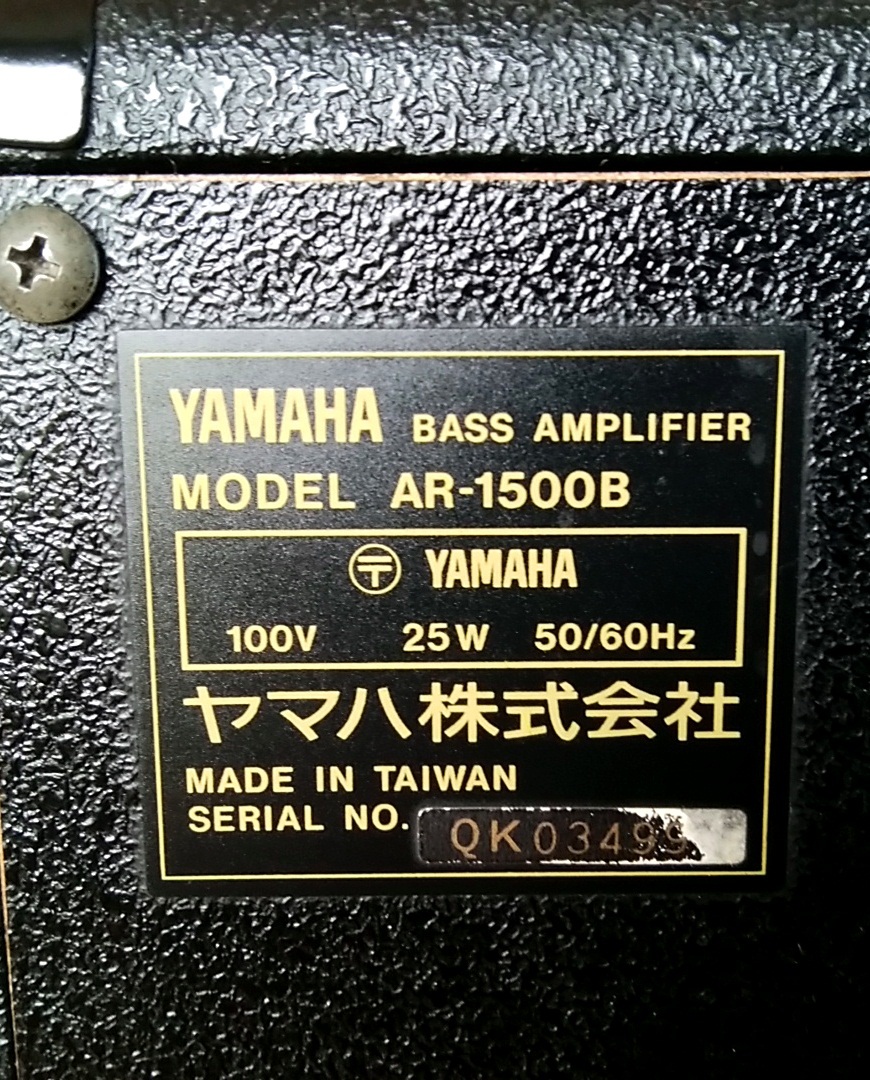 YAMAHA BASS AMPLIFIER
MODEL AR-1500B
〒 YAMAHA
100V 25W 50/60Hz
ヤマハ株式会社
MADE IN TAIWAN
SERIAL NO. QK03499